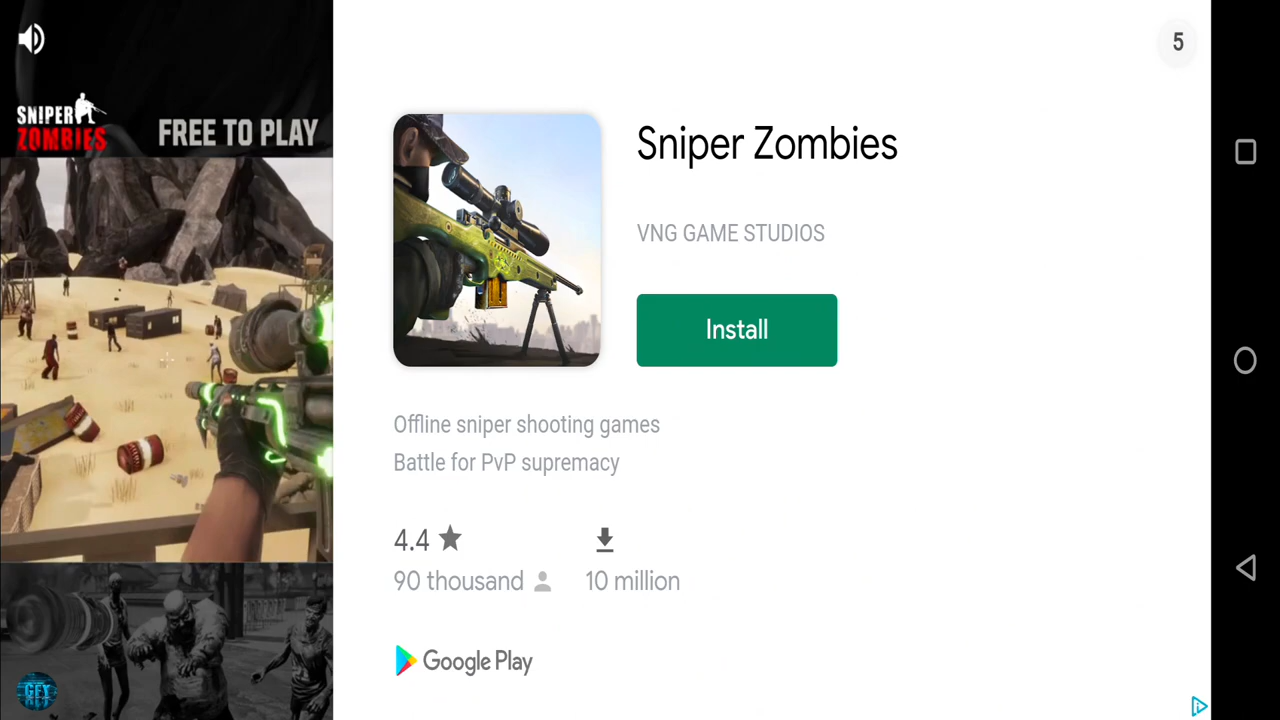 SNIPER
ZOMBIES
FREE TO PLAY
5
Sniper Zombies
VNG GAME STUDIOS
Install
Offline sniper shooting games
Battle for PvP supremacy
4.4
90 thousand
10 million
Google Play